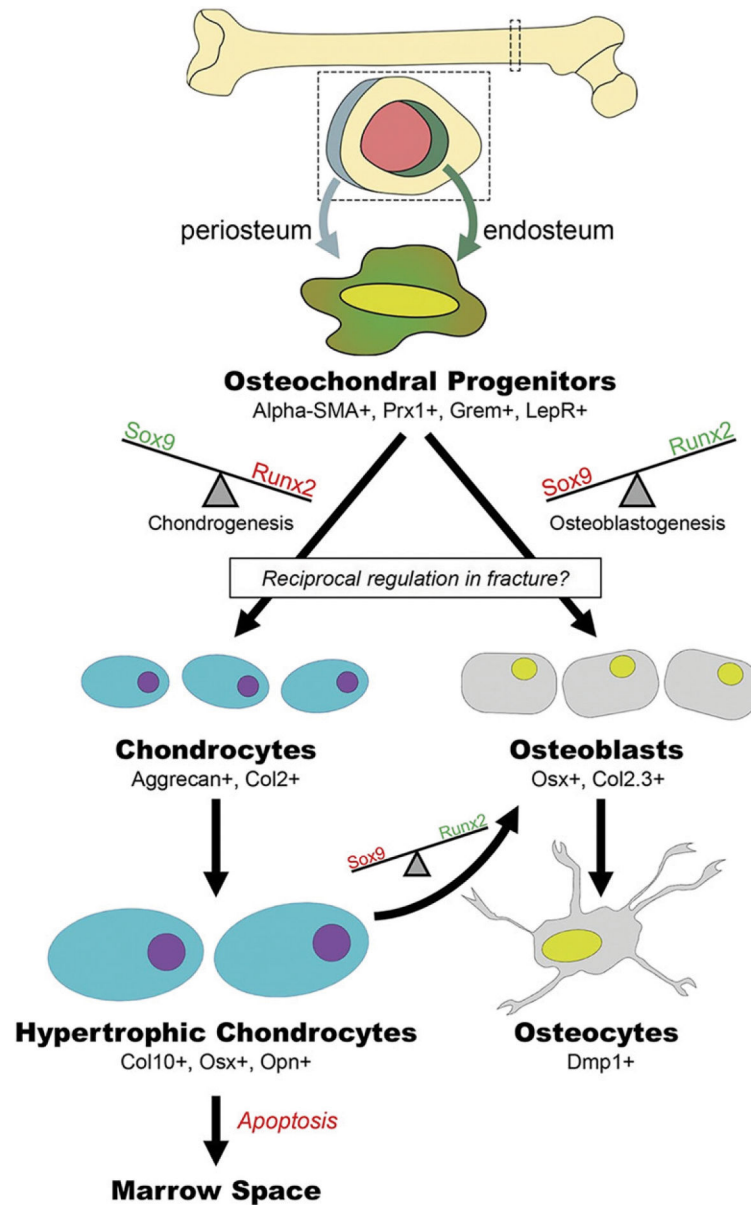 periosteum
endosteum
Osteochondral Progenitors
Alpha-SMA+, Prx1+, Grem+, LepR+
Sox9
Runx2
Chondrogenesis
Sox9
Runx2
Osteoblastogenesis
Reciprocal regulation in fracture?
Chondrocytes
Aggrecan+, Col2+
Osteoblasts
Osx+, Col2.3+
Sox9
Runx2
Hypertrophic Chondrocytes
Col10+, Osx+, Opn+
Osteocytes
Dmp1+
Apoptosis
Marrow Space